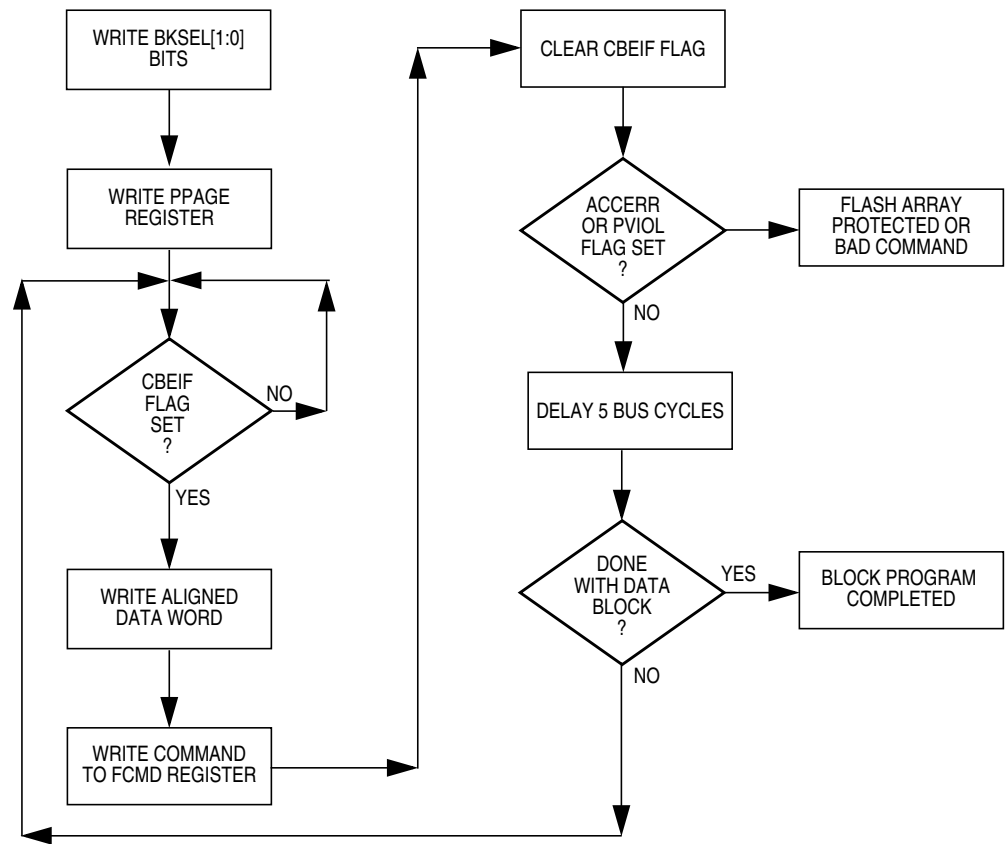 WRITE BKSEL[1:0]
BITS
WRITE PPAGE
REGISTER
CBEIF
FLAG
SET
?
NO
YES
WRITE ALIGNED
DATA WORD
WRITE COMMAND
TO FCMD REGISTER
CLEAR CBEIF FLAG
ACCERR
OR PVIOL
FLAG SET
?
FLASH ARRAY
PROTECTED OR
BAD COMMAND
NO
DELAY 5 BUS CYCLES
DONE
WITH DATA
BLOCK
?
YES
BLOCK PROGRAM
COMPLETED
NO